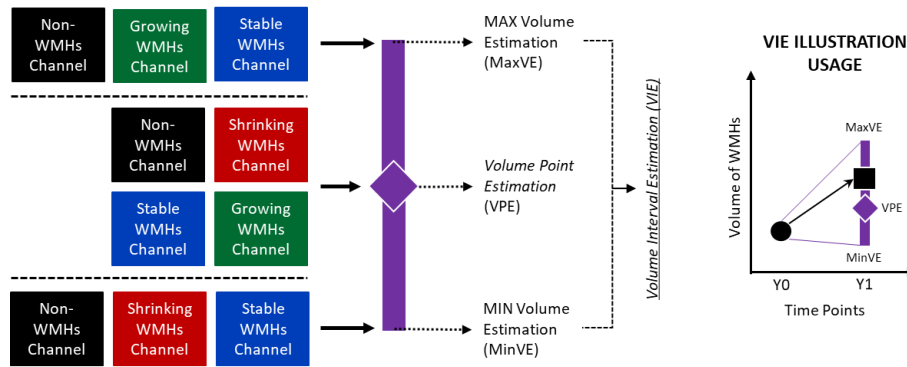 Non-
WMHs
Channel
Growing
WMHs
Channel
Stable
WMHs
Channel
MAX Volume
Estimation
(MaxVE)
Non-
WMHs
Channel
Shrinking
WMHs
Channel
Stable
WMHs
Channel
Growing
WMHs
Channel
Volume Point
Estimation
(VPE)
Non-
WMHs
Channel
Shrinking
WMHs
Channel
Stable
WMHs
Channel
MIN Volume
Estimation
(MinVE)
Volume Interval Estimation (VIE)
VIE ILLUSTRATION
USAGE
Volume of WMHs
MaxVE
VPE
MinVE
Y0
Y1
Time Points